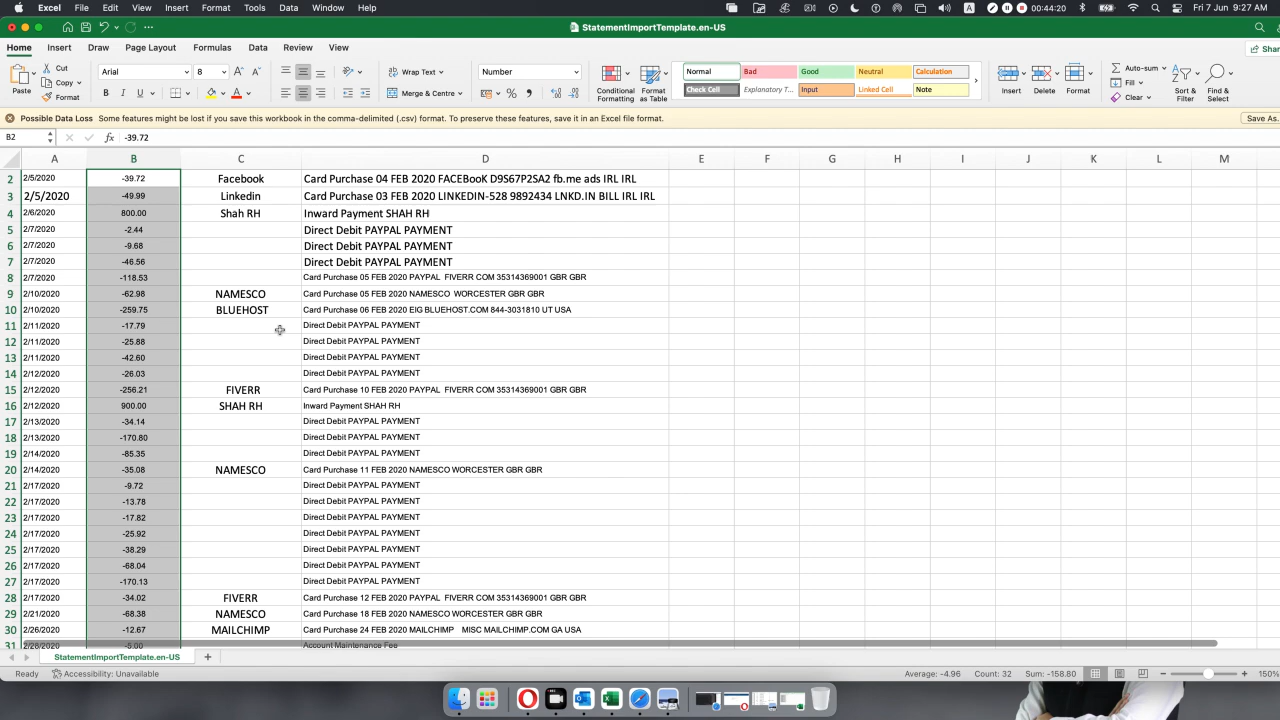 Excel File Edit View Insert Format Tools Data Window Help 00:44:20 Fri 7 Jun 9:27 AM
StatementImportTemplate.en-US
Home Insert Draw Page Layout Formulas Data Review View Shar
Paste Cut Copy Format Arial 8 Wrap Text Merge & Centre Number
Conditional Formatting Format as Table Normal Bad Good Neutral Calculation
Check Cell Explanatory T... Input Linked Cell Note
Insert Delete Format Auto-sum Fill Clear Sort & Filter Find & Select
Possible Data Loss Some features might be lost if you save this workbook in the comma-delimited (.csv) format. To preserve these features, save it in an Excel file format. Save As.
B2 fx -39.72
A B C D E F G H I J K L M
2 2/5/2020 -39.72 Facebook Card Purchase 04 FEB 2020 FACEBooK D9S67P2SA2 fb.me ads IRL IRL
3 2/5/2020 -49.99 Linkedin Card Purchase 03 FEB 2020 LINKEDIN-528 9892434 LNKD.IN BILL IRL IRL
4 2/6/2020 800.00 Shah RH Inward Payment SHAH RH
5 2/7/2020 -2.44 Direct Debit PAYPAL PAYMENT
6 2/7/2020 -9.68 Direct Debit PAYPAL PAYMENT
7 2/7/2020 -46.56 Direct Debit PAYPAL PAYMENT
8 2/7/2020 -118.53 Card Purchase 05 FEB 2020 PAYPAL FIVERR COM 35314369001 GBR GBR
9 2/10/2020 -62.98 NAMESCO Card Purchase 05 FEB 2020 NAMESCO WORCESTER GBR GBR
10 2/10/2020 -259.75 BLUEHOST Card Purchase 06 FEB 2020 EIG BLUEHOST.COM 844-3031810 UT USA
11 2/11/2020 -17.79 Direct Debit PAYPAL PAYMENT
12 2/11/2020 -25.88 Direct Debit PAYPAL PAYMENT
13 2/11/2020 -42.60 Direct Debit PAYPAL PAYMENT
14 2/12/2020 -26.03 Direct Debit PAYPAL PAYMENT
15 2/12/2020 -256.21 FIVERR Card Purchase 10 FEB 2020 PAYPAL FIVERR COM 35314369001 GBR GBR
16 2/12/2020 900.00 SHAH RH Inward Payment SHAH RH
17 2/13/2020 -34.14 Direct Debit PAYPAL PAYMENT
18 2/13/2020 -170.80 Direct Debit PAYPAL PAYMENT
19 2/14/2020 -85.35 Direct Debit PAYPAL PAYMENT
20 2/14/2020 -35.08 NAMESCO Card Purchase 11 FEB 2020 NAMESCO WORCESTER GBR GBR
21 2/17/2020 -9.72 Direct Debit PAYPAL PAYMENT
22 2/17/2020 -13.78 Direct Debit PAYPAL PAYMENT
23 2/17/2020 -17.82 Direct Debit PAYPAL PAYMENT
24 2/17/2020 -25.92 Direct Debit PAYPAL PAYMENT
25 2/17/2020 -38.29 Direct Debit PAYPAL PAYMENT
26 2/17/2020 -68.04 Direct Debit PAYPAL PAYMENT
27 2/17/2020 -170.13 Direct Debit PAYPAL PAYMENT
28 2/17/2020 -34.02 FIVERR Card Purchase 12 FEB 2020 PAYPAL FIVERR COM 35314369001 GBR GBR
29 2/21/2020 -68.38 NAMESCO Card Purchase 18 FEB 2020 NAMESCO WORCESTER GBR GBR
30 2/26/2020 -12.67 MAILCHIMP Card Purchase 24 FEB 2020 MAILCHIMP MISC MAILCHIMP.COM GA USA
31 2/28/2020 -5.00 Account Maintenance Fee
StatementImportTemplate.en-US
Ready Accessibility: Unavailable Average: -4.96 Count: 32 Sum: -158.80 150%